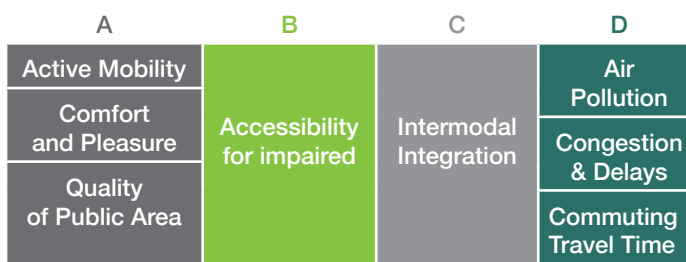 A
B
C
D
Active Mobility
Comfort
and Pleasure
Quality
of Public Area
Accessibility
for impaired
Intermodal
Integration
Air
Pollution
Congestion
& Delays
Commuting
Travel Time